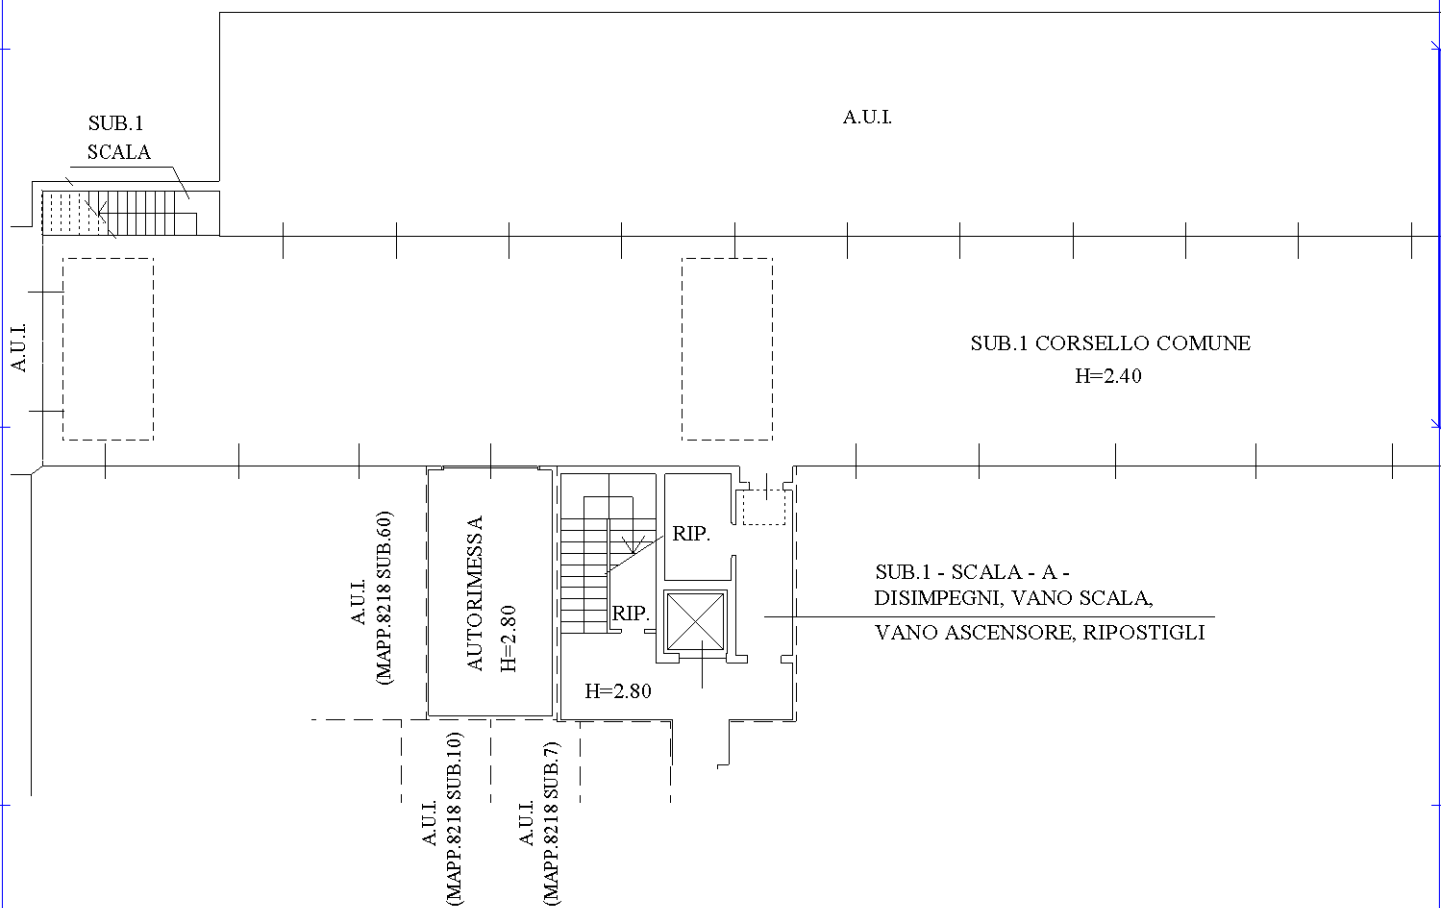 A.U.I.
SUB.1
SCALA
A.U.I.
SUB.1 CORSELLO COMUNE
H=2.40
A.U.I.
(MAPP.8218 SUB.60)
AUTORIMESSA
H=2.80
RIP.
RIP.
H=2.80
SUB.1 - SCALA - A -
DISIMPEGNI, VANO SCALA,
VANO ASCENSORE, RIPOSTIGLI
A.U.I.
(MAPP.8218 SUB.10)
A.U.I.
(MAPP.8218 SUB.7)